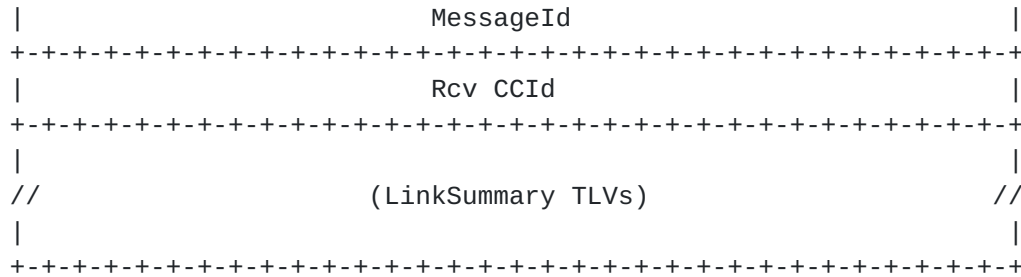 |                           MessageId                           |
+-+-+-+-+-+-+-+-+-+-+-+-+-+-+-+-+-+-+-+-+-+-+-+-+-+-+-+-+-+-+-+-+
|                           Rcv CCId                            |
+-+-+-+-+-+-+-+-+-+-+-+-+-+-+-+-+-+-+-+-+-+-+-+-+-+-+-+-+-+-+-+-+
|                                                               |
//                     (LinkSummary TLVs)                      //
|                                                               |
+-+-+-+-+-+-+-+-+-+-+-+-+-+-+-+-+-+-+-+-+-+-+-+-+-+-+-+-+-+-+-+-+